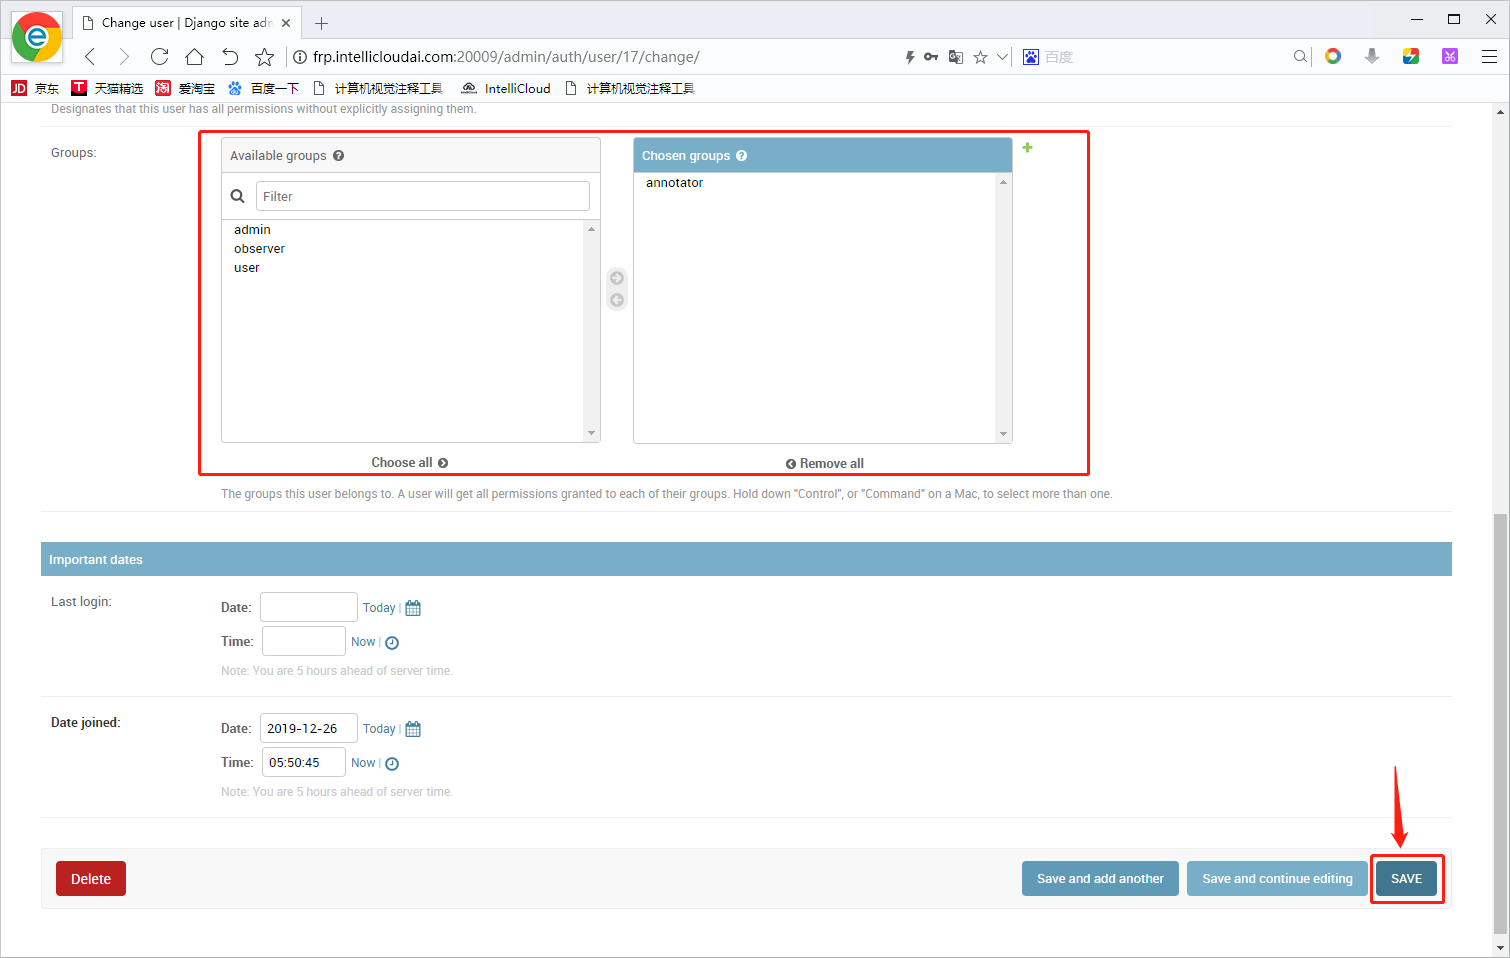 Change user | Django site adm
frp.intellicloudai.com:20009/admin/auth/user/17/change/
百度
JD 京东
T 天猫精选
淘 爱淘宝
百度一下
计算机视觉注释工具
IntelliCloud
计算机视觉注释工具
Designates that this user has all permissions without explicitly assigning them.
Groups:
Available groups
Filter
admin
observer
user
Choose all
Chosen groups
annotator
Remove all
The groups this user belongs to. A user will get all permissions granted to each of their groups. Hold down "Control", or "Command" on a Mac, to select more than one.
Important dates
Last login:
Date: Today |
Time: Now |
Note: You are 5 hours ahead of server time.
Date joined:
Date: 2019-12-26 Today |
Time: 05:50:45 Now |
Note: You are 5 hours ahead of server time.
Delete
Save and add another
Save and continue editing
SAVE